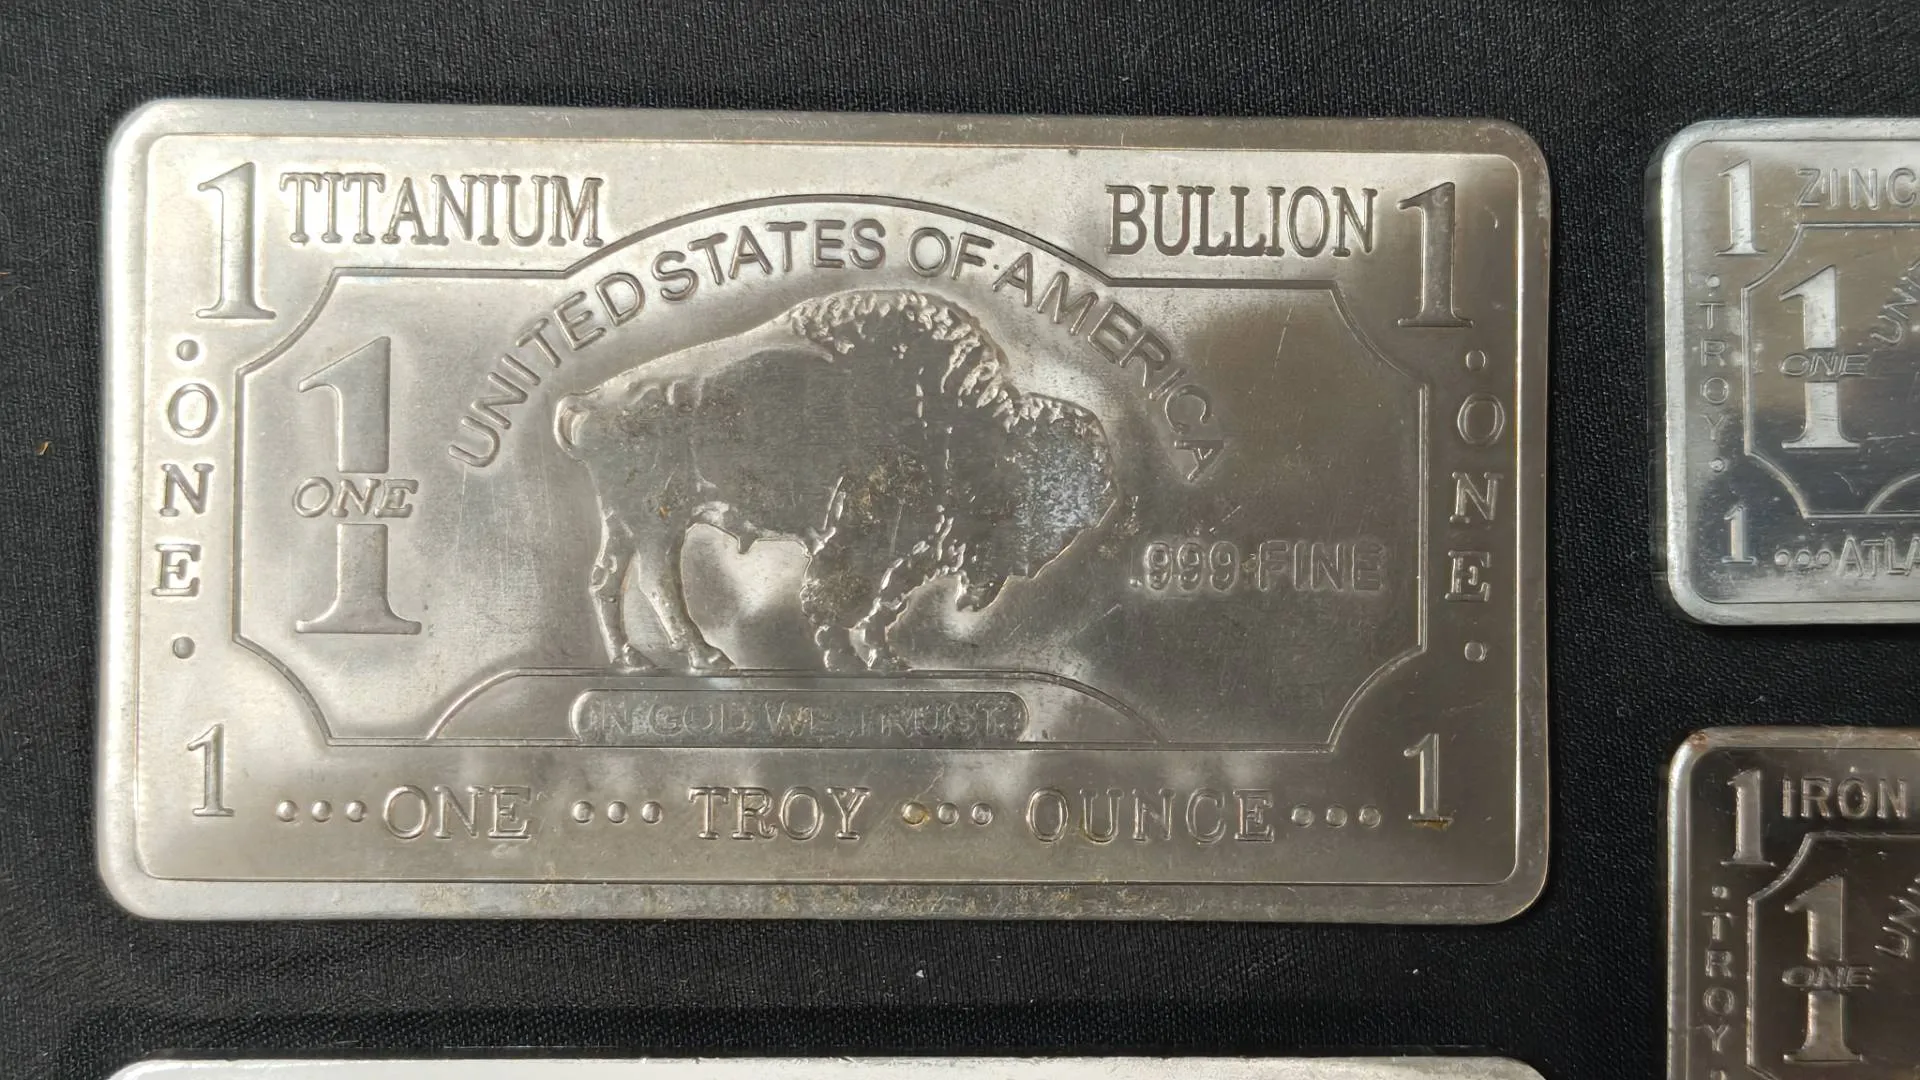 1 TITANIUM BULLION 1
UNITED STATES OF AMERICA
• ONE •
1
ONE
.999 FINE
• ONE •
IN GOD WE TRUST
1 •••ONE ••• TROY ••• OUNCE••• 1
1 ZINC
• TROY •
1
ONE
1 •••ATLA
1 IRON
• TROY •
1
ONE